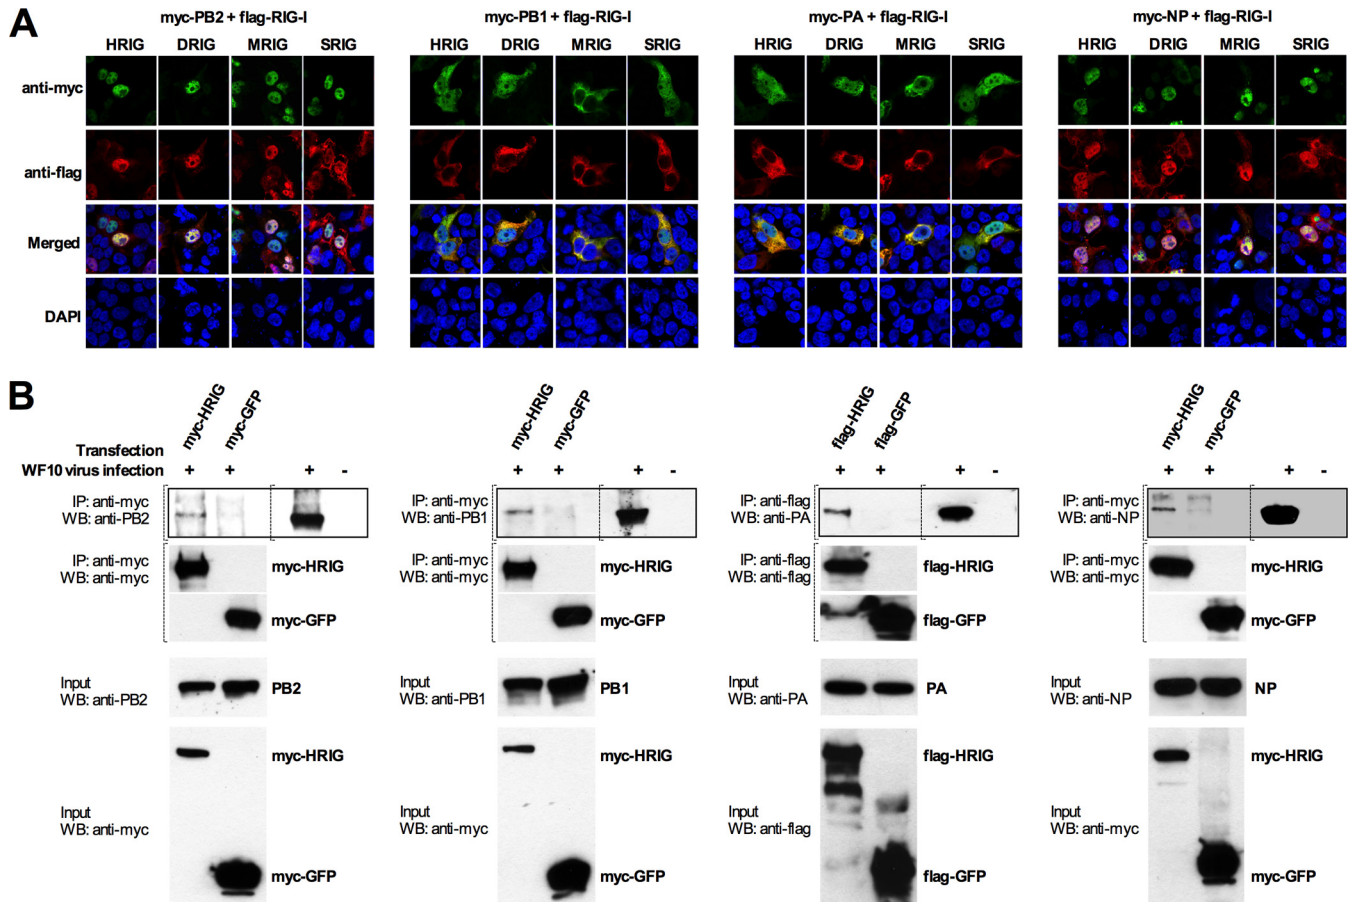 A
myc-PB2 + flag-RIG-I
myc-PB1 + flag-RIG-I
myc-PA + flag-RIG-I
myc-NP + flag-RIG-I
HRIG DRIG MRIG SRIG
HRIG DRIG MRIG SRIG
HRIG DRIG MRIG SRIG
HRIG DRIG MRIG SRIG
anti-myc
anti-flag
Merged
DAPI
B
Transfection
WF10 virus infection
myc-HRIG
myc-GFP
+ + + -
IP: anti-myc
WB: anti-PB2
IP: anti-myc
WB: anti-myc
myc-HRIG
myc-GFP
Input
WB: anti-PB2
PB2
Input
WB: anti-myc
myc-HRIG
myc-GFP
myc-HRIG
myc-GFP
+ + + -
IP: anti-myc
WB: anti-PB1
IP: anti-myc
WB: anti-myc
myc-HRIG
myc-GFP
Input
WB: anti-PB1
PB1
Input
WB: anti-myc
myc-HRIG
myc-GFP
flag-HRIG
flag-GFP
+ + + -
IP: anti-flag
WB: anti-PA
IP: anti-flag
WB: anti-flag
flag-HRIG
flag-GFP
Input
WB: anti-PA
PA
Input
WB: anti-flag
flag-HRIG
flag-GFP
myc-HRIG
myc-GFP
+ + + -
IP: anti-myc
WB: anti-NP
IP: anti-myc
WB: anti-myc
myc-HRIG
myc-GFP
Input
WB: anti-NP
NP
Input
WB: anti-myc
myc-HRIG
myc-GFP